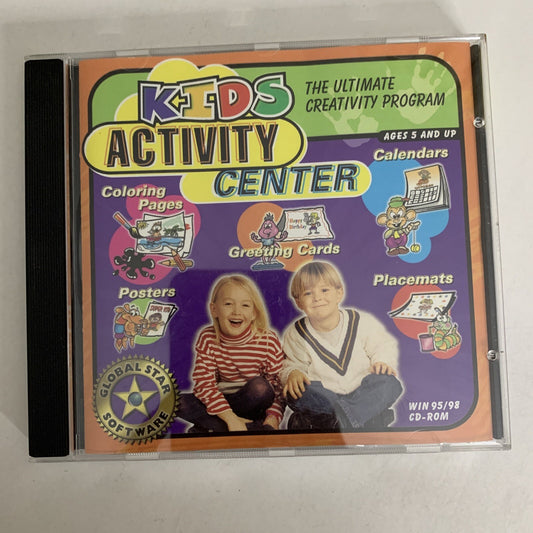 KIDS
ACTIVITY
CENTER
THE ULTIMATE
CREATIVITY PROGRAM
AGES 5 AND UP
Coloring
Pages
Calendars
Happy
Birthday
Greeting Cards
Posters
Placemats
GLOBAL STAR
SOFTWARE
WIN 95/98
CD-ROM